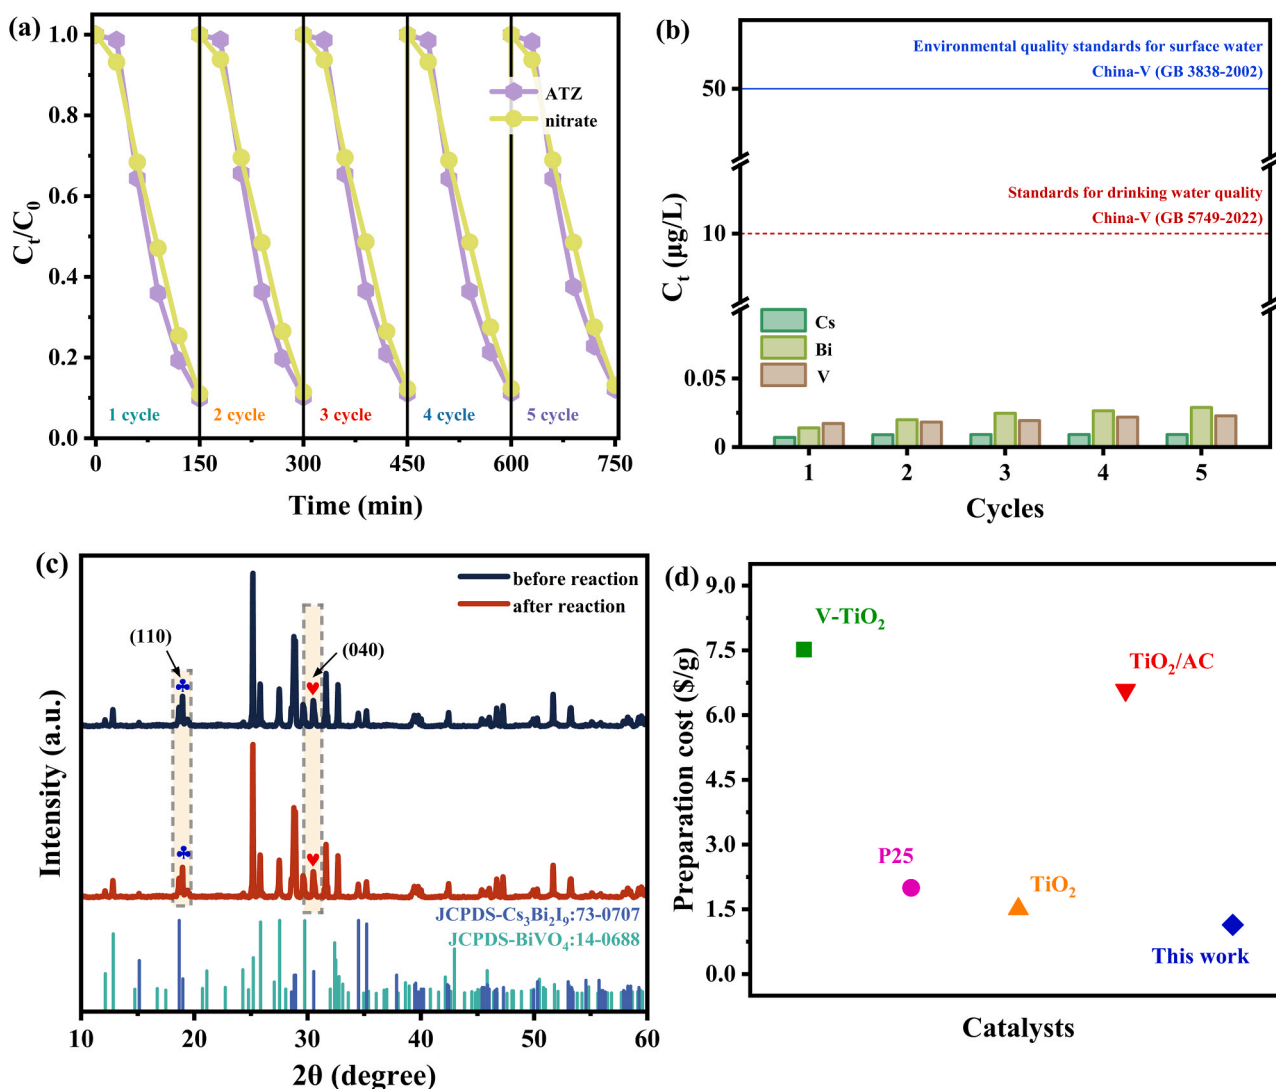 (a)
1.0
0.8
0.6
0.4
0.2
0.0
Cₜ/C₀
ATZ
nitrate
1 cycle
2 cycle
3 cycle
4 cycle
5 cycle
0
150
300
450
600
750
Time (min)
(b)
50
10
0.05
0
Cₜ (μg/L)
Environmental quality standards for surface water
China-V (GB 3838-2002)
Standards for drinking water quality
China-V (GB 5749-2022)
Cs
Bi
V
1
2
3
4
5
Cycles
(c)
before reaction
after reaction
(110)
(040)
Intensity (a.u.)
JCPDS-Cs₃Bi₂I₉:73-0707
JCPDS-BiVO₄:14-0688
10
20
30
40
50
60
2θ (degree)
(d)
9.0
7.5
6.0
4.5
3.0
1.5
0.0
Preparation cost ($/g)
V-TiO₂
TiO₂/AC
P25
TiO₂
This work
Catalysts